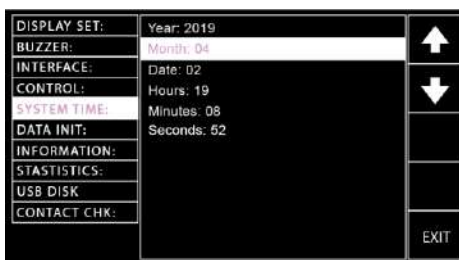 DISPLAY SET:
BUZZER:
INTERFACE:
CONTROL:
SYSTEM TIME:
DATA INIT:
INFORMATION:
STASTISTICS:
USB DISK
CONTACT CHK:
Year: 2019
Month: 04
Date: 02
Hours: 19
Minutes: 08
Seconds: 52
EXIT